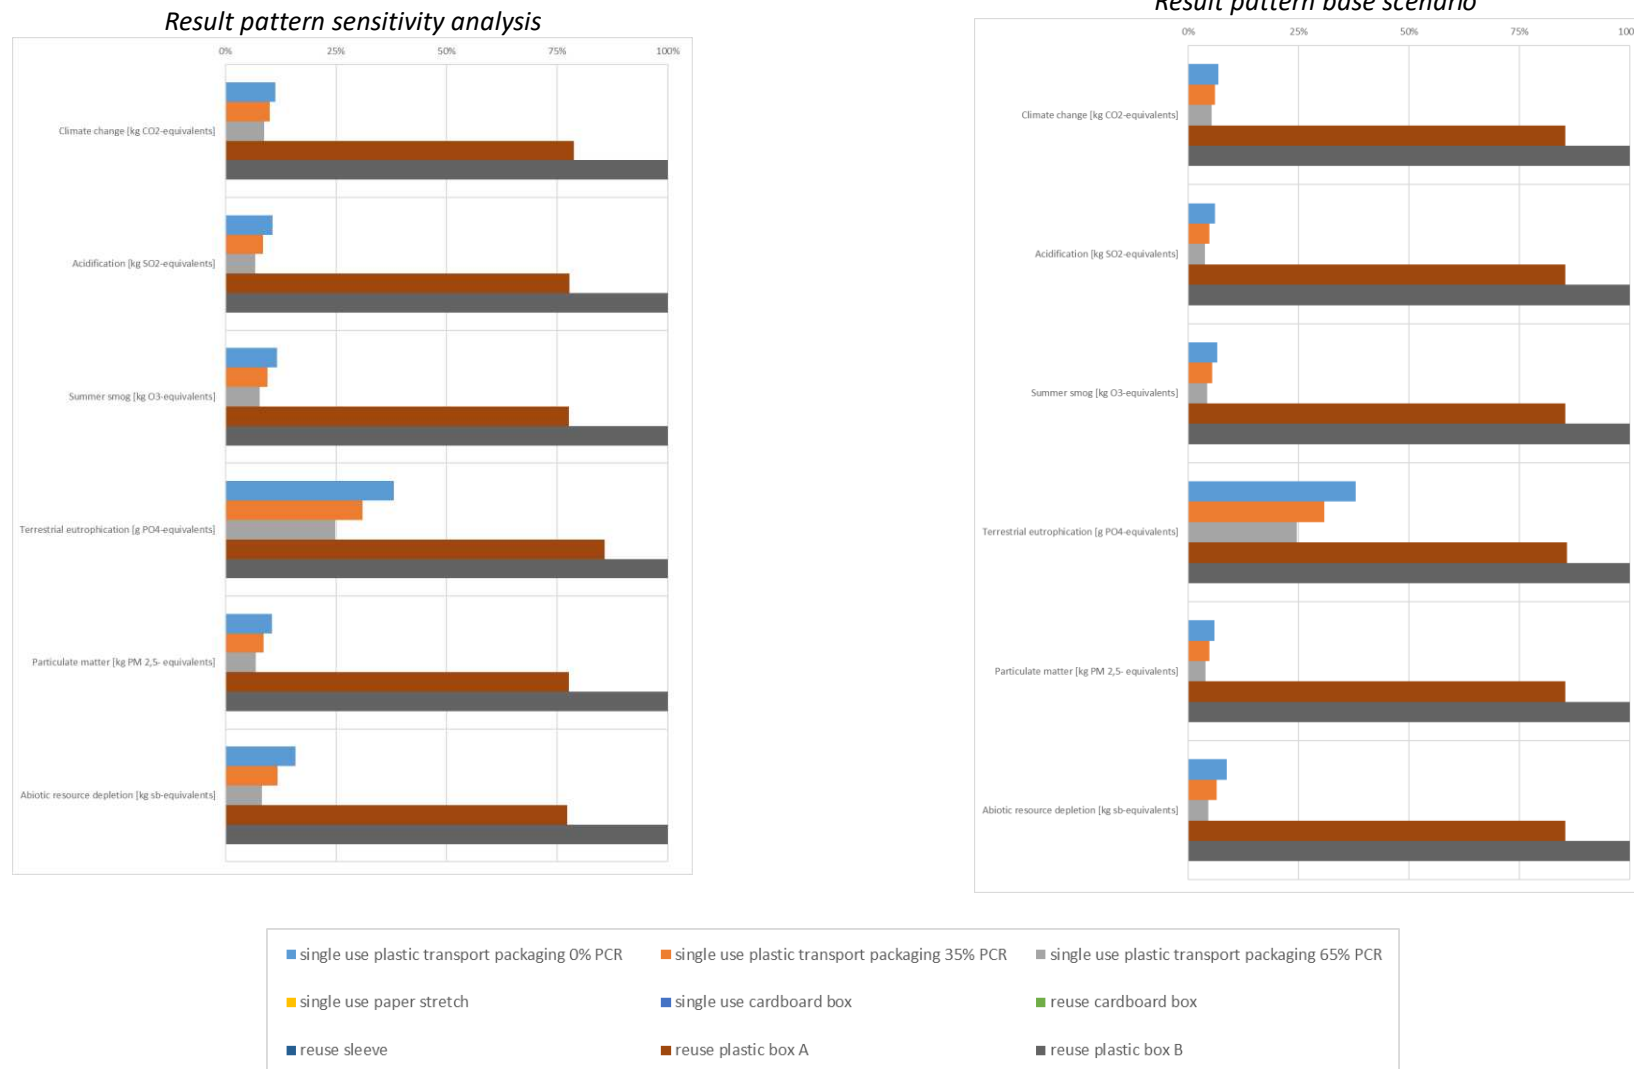 Result pattern sensitivity analysis
0% 25% 50% 75% 100%
Climate change [kg CO2-equivalents]
Acidification [kg SO2-equivalents]
Summer smog [kg O3-equivalents]
Terrestrial eutrophication [g PO4-equivalents]
Particulate matter [kg PM 2,5- equivalents]
Abiotic resource depletion [kg sb-equivalents]
Result pattern base scenario
0% 25% 50% 75% 100
Climate change [kg CO2-equivalents]
Acidification [kg SO2-equivalents]
Summer smog [kg O3-equivalents]
Terrestrial eutrophication [g PO4-equivalents]
Particulate matter [kg PM 2,5- equivalents]
Abiotic resource depletion [kg sb-equivalents]
single use plastic transport packaging 0% PCR single use plastic transport packaging 35% PCR single use plastic transport packaging 65% PCR
single use paper stretch single use cardboard box reuse cardboard box
reuse sleeve reuse plastic box A reuse plastic box B